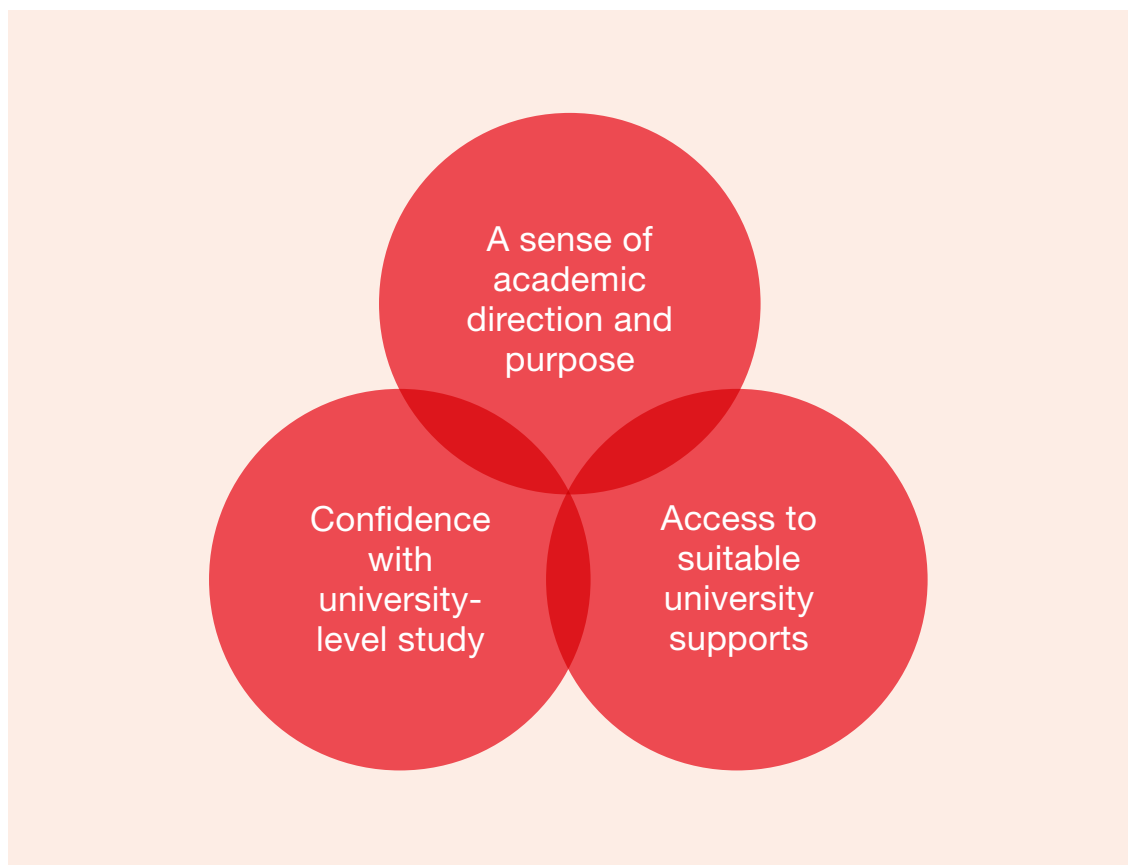 A sense of
academic
direction and
purpose
Confidence
with
university-
level study
Access to
suitable
university
supports